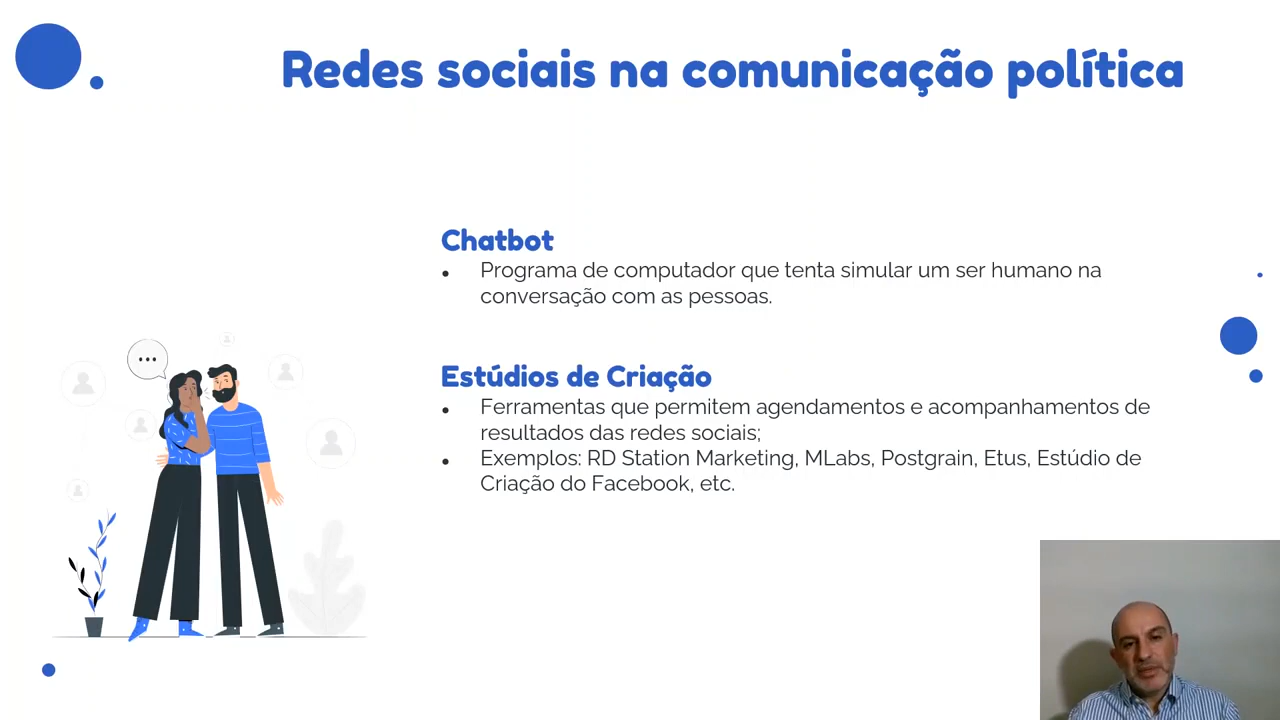 Redes sociais na comunicação política
Chatbot
• Programa de computador que tenta simular um ser humano na
conversação com as pessoas.
Estúdios de Criação
• Ferramentas que permitem agendamentos e acompanhamentos de
resultados das redes sociais;
• Exemplos: RD Station Marketing, MLabs, Postgrain, Etus, Estúdio de
Criação do Facebook, etc.